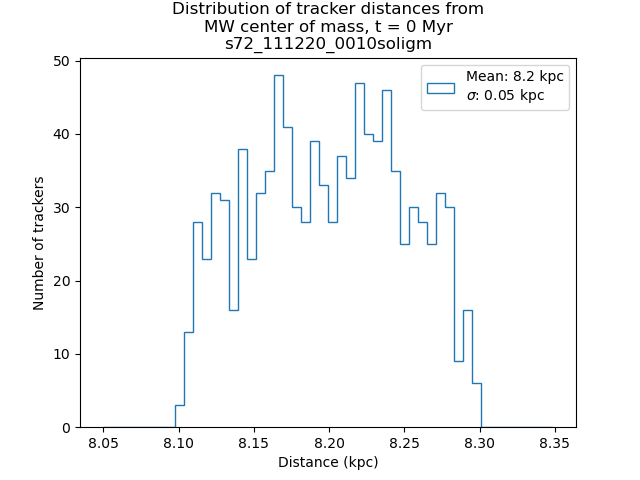 Distribution of tracker distances from
MW center of mass, t = 0 Myr
s72_111220_0010soligm
Mean: 8.2 kpc
σ: 0.05 kpc
50
40
30
20
10
0
Number of trackers
8.05 8.10 8.15 8.20 8.25 8.30 8.35
Distance (kpc)